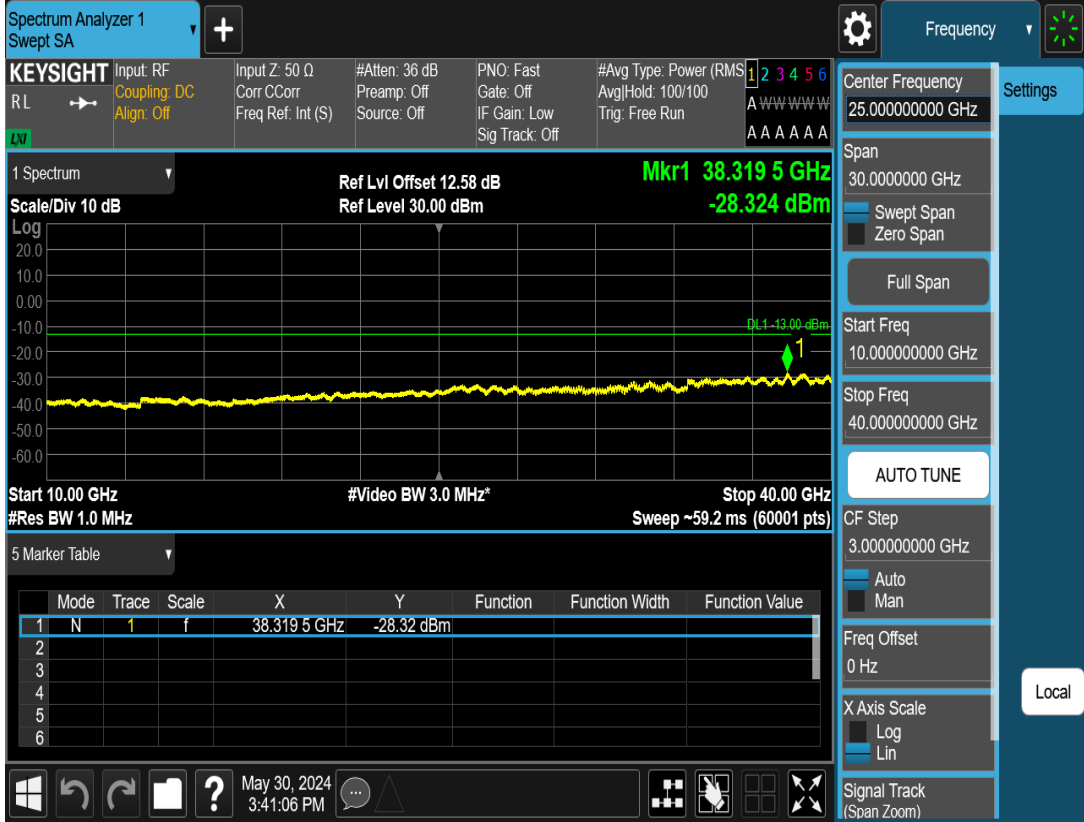 Spectrum Analyzer 1
Swept SA
+
Frequency
KEYSIGHT
RL
LXI
Input: RF
Coupling: DC
Align: Off
Input Z: 50 Ω
Corr CCorr
Freq Ref: Int (S)
#Atten: 36 dB
Preamp: Off
Source: Off
PNO: Fast
Gate: Off
IF Gain: Low
Sig Track: Off
#Avg Type: Power (RMS
Avg|Hold: 100/100
Trig: Free Run
1 2 3 4 5 6
A W W W W W
A A A A A A
1 Spectrum
Scale/Div 10 dB
Ref Lvl Offset 12.58 dB
Ref Level 30.00 dBm
Mkr1 38.319 5 GHz
-28.324 dBm
Log
20.0
10.0
0.00
-10.0
-20.0
-30.0
-40.0
-50.0
-60.0
DL1 -13.00 dBm
1
Start 10.00 GHz
#Res BW 1.0 MHz
#Video BW 3.0 MHz*
Stop 40.00 GHz
Sweep ~59.2 ms (60001 pts)
5 Marker Table
Mode Trace Scale X Y Function Function Width Function Value
1 N 1 f 38.319 5 GHz -28.32 dBm
2
3
4
5
6
Center Frequency
25.000000000 GHz
Span
30.0000000 GHz
Swept Span
Zero Span
Full Span
Start Freq
10.000000000 GHz
Stop Freq
40.000000000 GHz
AUTO TUNE
CF Step
3.000000000 GHz
Auto
Man
Freq Offset
0 Hz
X Axis Scale
Log
Lin
Signal Track
(Span Zoom)
Settings
Local
?
May 30, 2024
3:41:06 PM